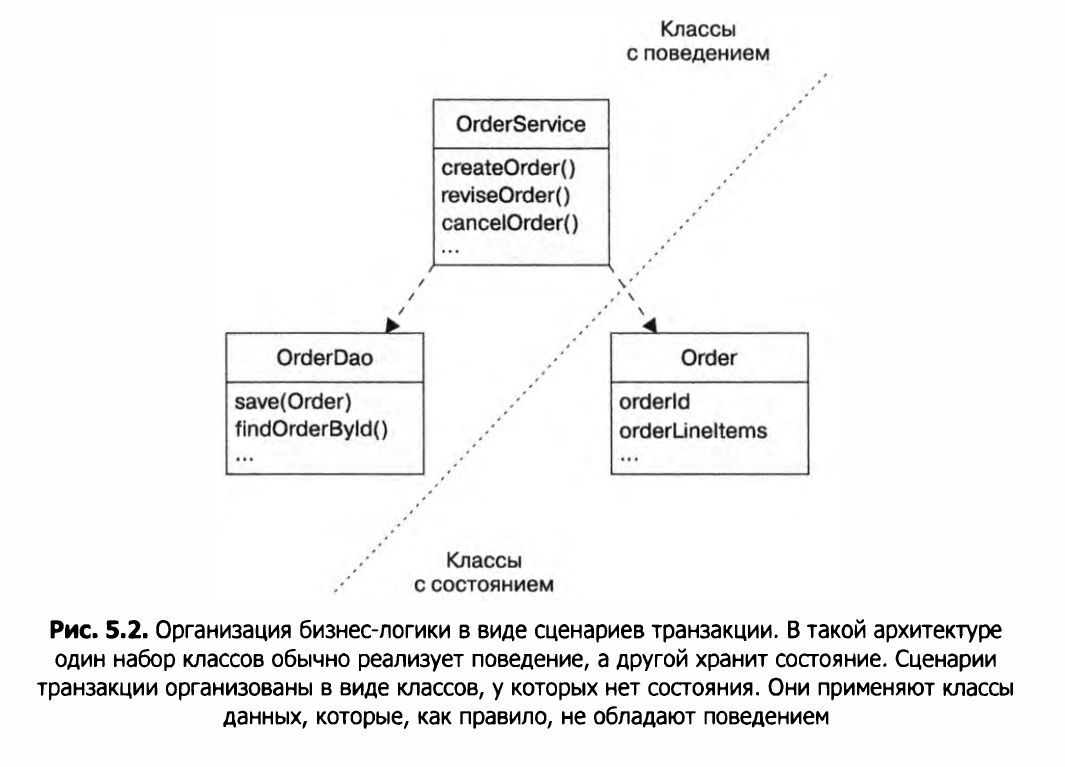 Классы
с поведением
OrderService
createOrder()
reviseOrder()
cancelOrder()
...
OrderDao
save(Order)
findOrderById()
...
Order
orderId
orderLineItems
...
Классы
с состоянием
Рис. 5.2. Организация бизнес-логики в виде сценариев транзакции. В такой архитектуре
один набор классов обычно реализует поведение, а другой хранит состояние. Сценарии
транзакции организованы в виде классов, у которых нет состояния. Они применяют классы
данных, которые, как правило, не обладают поведением